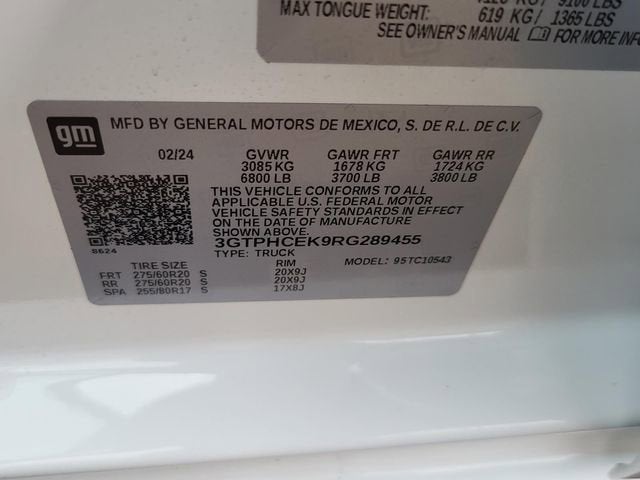 9100 LBS
MAX TONGUE WEIGHT: 619 KG/ 1365 LBS
SEE OWNER'S MANUAL FOR MORE INFO
gm
MFD BY GENERAL MOTORS DE MEXICO, S. DE R.L. DE C.V.
02/24 GVWR GAWR FRT GAWR RR
3085 KG 1678 KG 1724 KG
6800 LB 3700 LB 3800 LB
THIS VEHICLE CONFORMS TO ALL
APPLICABLE U.S. FEDERAL MOTOR
VEHICLE SAFETY STANDARDS IN EFFECT
ON THE DATE OF MANUFACTURE
SHOWN ABOVE.
8624
3GTPHCEK9RG289455
TYPE: TRUCK MODEL: 95TC10543
TIRE SIZE RIM
FRT 275/60R20 S 20X9J
RR 275/60R20 S 20X9J
SPA 255/80R17 S 17X8J